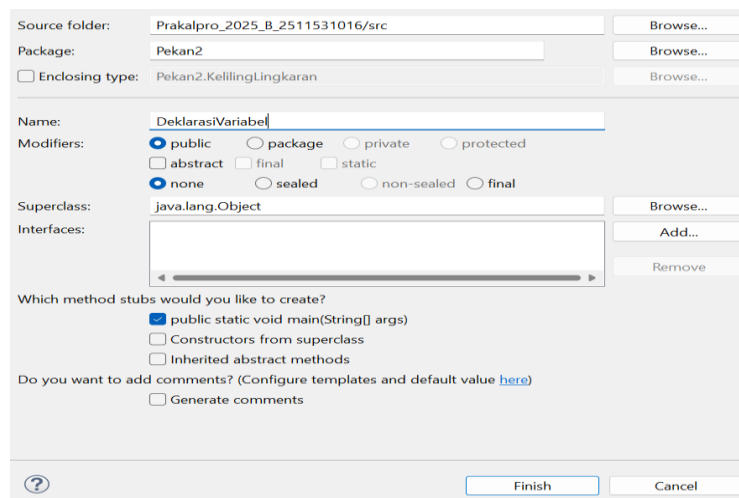 Source folder: Prakalpro_2025_B_2511531016/src Browse...
Package: Pekan2 Browse...
Enclosing type: Pekan2.KelilingLingkaran Browse...
Name: DeklarasiVariabel
Modifiers: public package private protected
abstract final static
none sealed non-sealed final
Superclass: java.lang.Object Browse...
Interfaces: Add...
Remove
Which method stubs would you like to create?
public static void main(String[] args)
Constructors from superclass
Inherited abstract methods
Do you want to add comments? (Configure templates and default value here)
Generate comments
? Finish Cancel